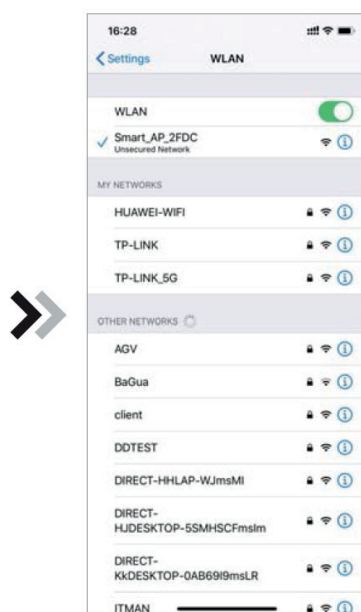 16:28
Settings WLAN
WLAN
Smart_AP_2FDC
Unsecured Network
MY NETWORKS
HUAWEI-WIFI
TP-LINK
TP-LINK_5G
OTHER NETWORKS
AGV
BaGua
client
DDTEST
DIRECT-HHLAP-WJmsMI
DIRECT-
HJDESKTOP-5SMHSCFmslm
DIRECT-
KkDESKTOP-0AB69I9msLR
ITMAN